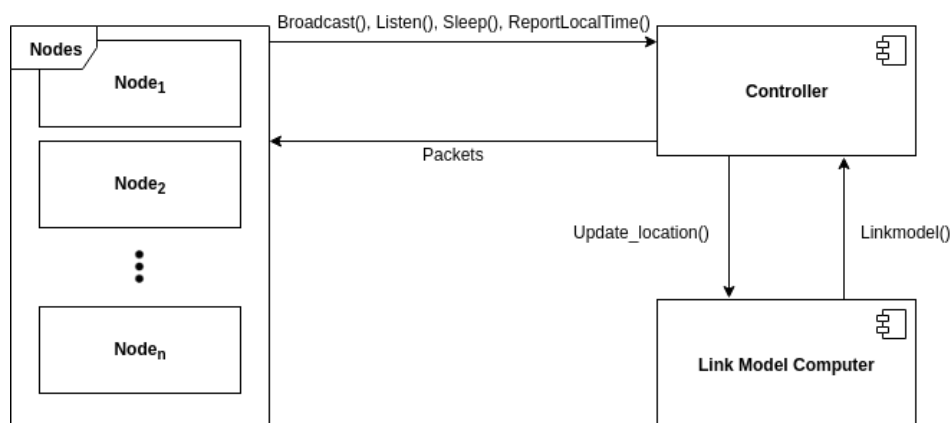 Broadcast(), Listen(), Sleep(), ReportLocalTime()
Nodes
Node₁
Controller
Packets
Node₂
Update_location()
Linkmodel()
Nodeₙ
Link Model Computer